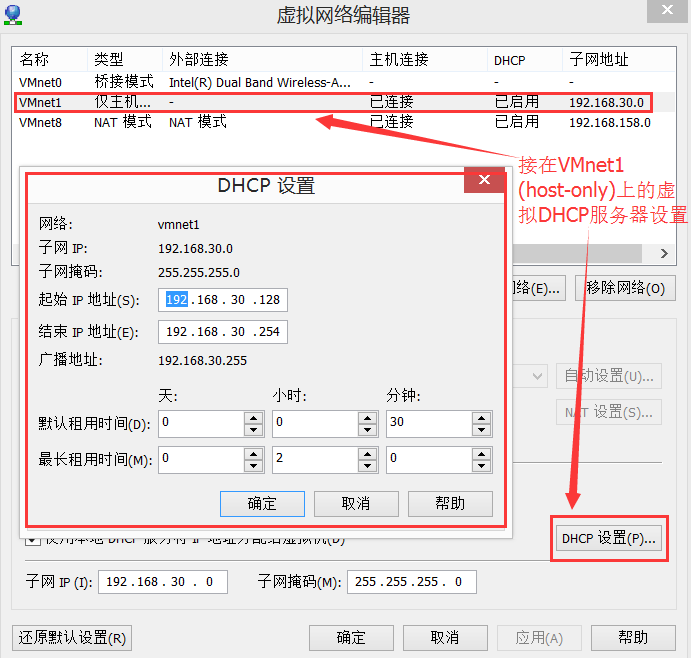 虚拟网络编辑器
名称 类型 外部连接 主机连接 DHCP 子网地址
VMnet0 桥接模式 Intel(R) Dual Band Wireless-A... - - -
VMnet1 仅主机... - 已连接 已启用 192.168.30.0
VMnet8 NAT 模式 NAT 模式 已连接 已启用 192.168.158.0
接在VMnet1
(host-only)上的虚
拟DHCP服务器设置
DHCP 设置
网络: vmnet1
子网 IP: 192.168.30.0
子网掩码: 255.255.255.0
起始 IP 地址(S): 192 .168 . 30 .128
结束 IP 地址(E): 192 .168 . 30 .254
广播地址: 192.168.30.255
天: 小时: 分钟:
默认租用时间(D): 0 0 30
最长租用时间(M): 0 2 0
确定 取消 帮助
网络(E)... 移除网络(O)
自动设置(U)...
NAT 设置(S)...
DHCP 设置(P)...
使用本地 DHCP 服务将 IP 地址分配给虚拟机(D)
子网 IP (I): 192 . 168 . 30 . 0 子网掩码(M): 255 . 255 . 255 . 0
还原默认设置(R) 确定 取消 应用(A) 帮助